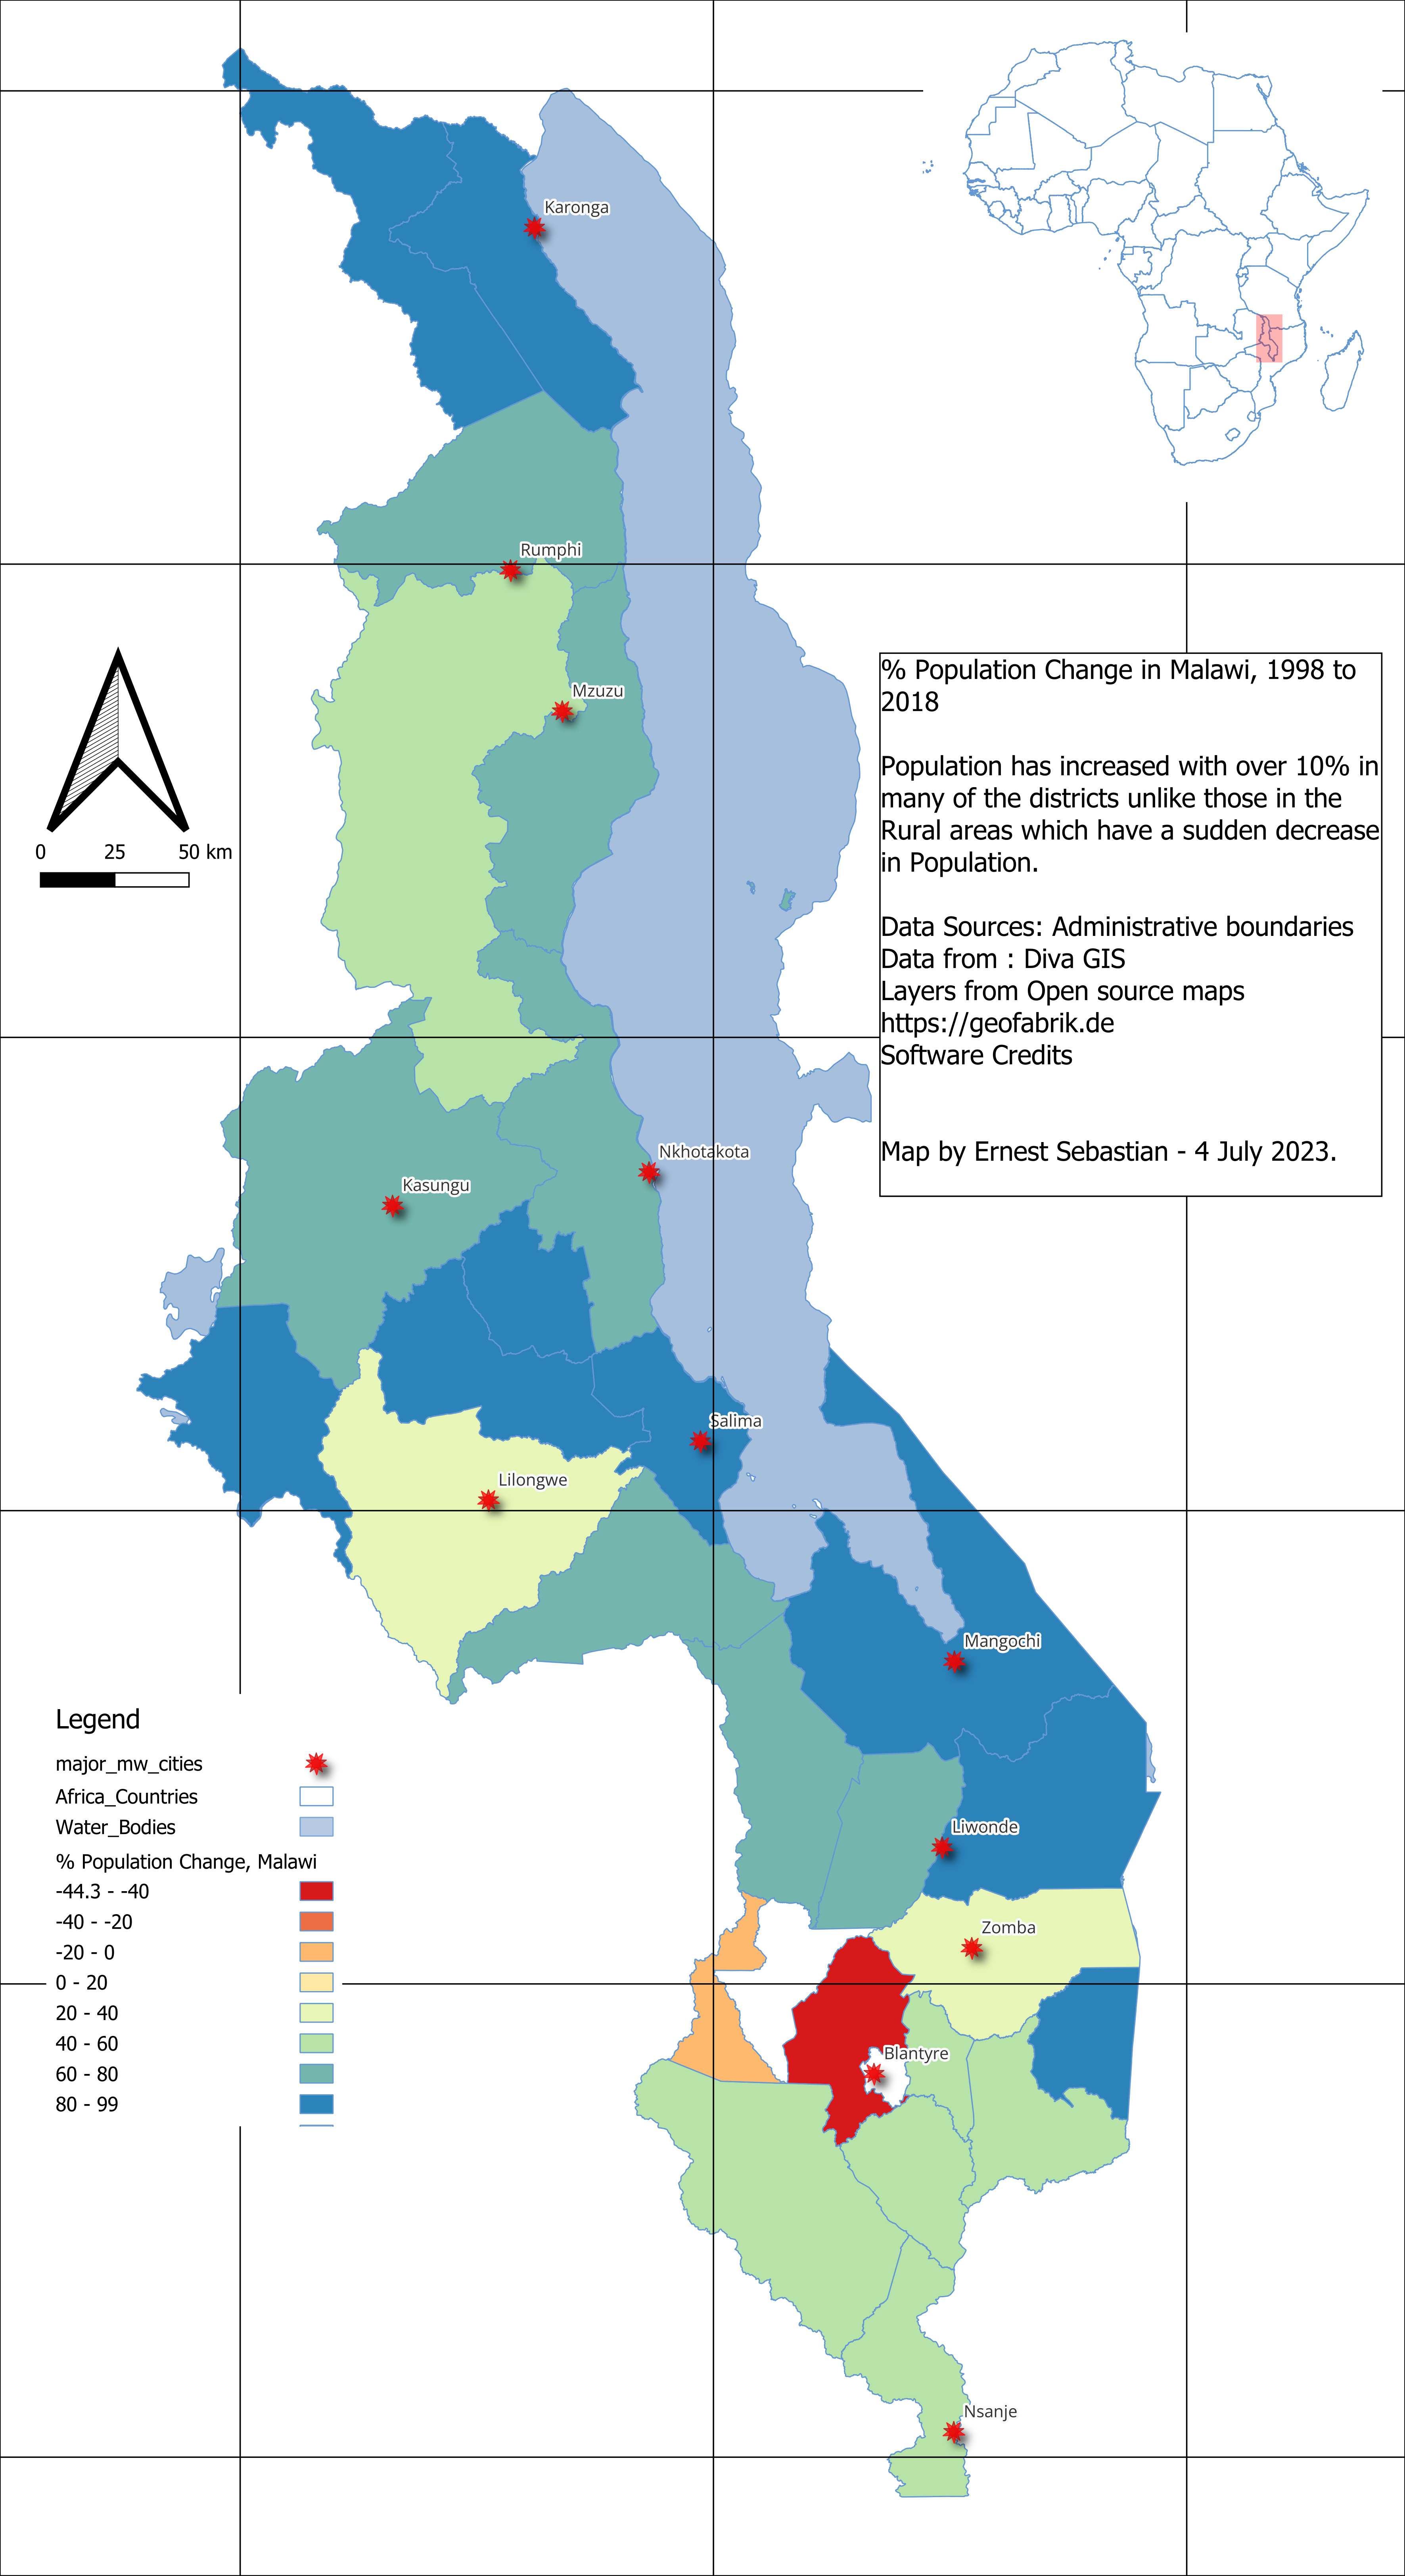 Karonga
Rumphi
Mzuzu
% Population Change in Malawi, 1998 to
2018
Population has increased with over 10% in
many of the districts unlike those in the
Rural areas which have a sudden decrease
in Population.
Data Sources: Administrative boundaries
Data from : Diva GIS
Layers from Open source maps
https://geofabrik.de
Software Credits
Map by Ernest Sebastian - 4 July 2023.
0 25 50 km
Nkhotakota
Kasungu
Salima
Lilongwe
Mangochi
Liwonde
Zomba
Blantyre
Nsanje
Legend
major_mw_cities
Africa_Countries
Water_Bodies
% Population Change, Malawi
-44.3 - -40
-40 - -20
-20 - 0
0 - 20
20 - 40
40 - 60
60 - 80
80 - 99